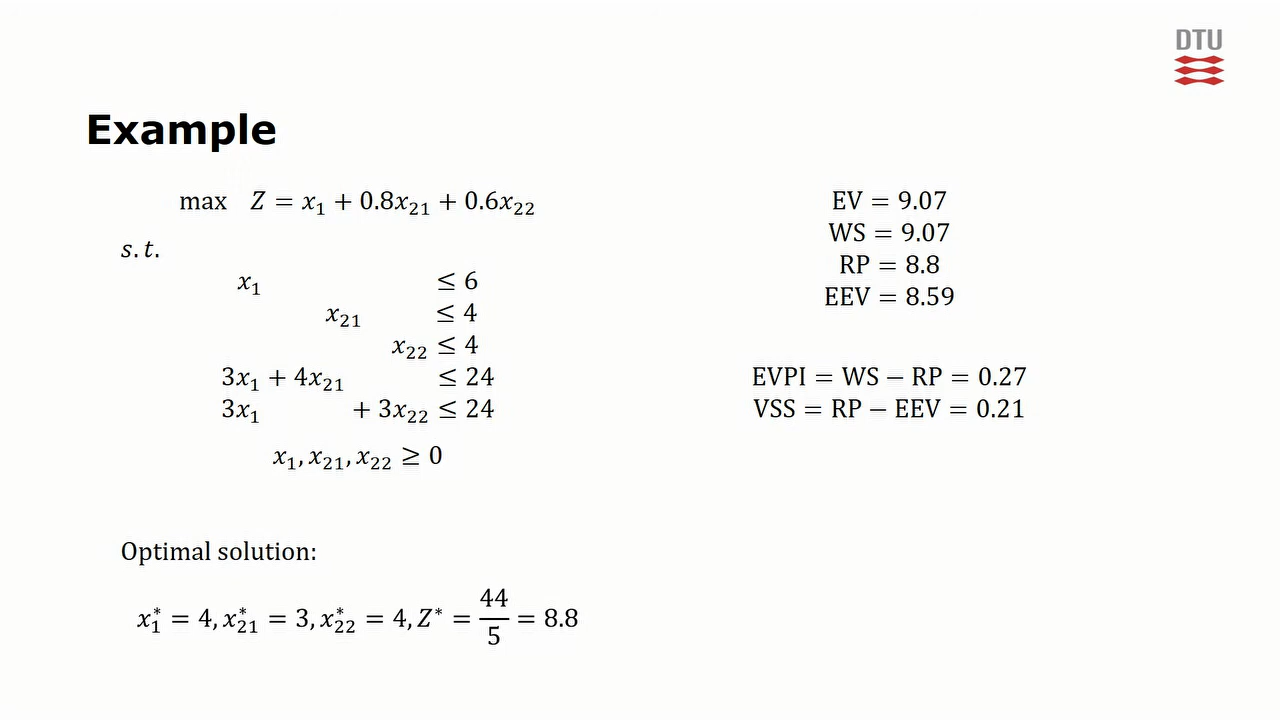 DTU
Example
max Z = x₁ + 0.8x₂₁ + 0.6x₂₂
s.t.
x₁ ≤ 6
x₂₁ ≤ 4
x₂₂ ≤ 4
3x₁ + 4x₂₁ ≤ 24
3x₁ + 3x₂₂ ≤ 24
x₁, x₂₁, x₂₂ ≥ 0
Optimal solution:
x₁* = 4, x₂₁* = 3, x₂₂* = 4, Z* = 44/5 = 8.8
EV = 9.07
WS = 9.07
RP = 8.8
EEV = 8.59
EVPI = WS − RP = 0.27
VSS = RP − EEV = 0.21